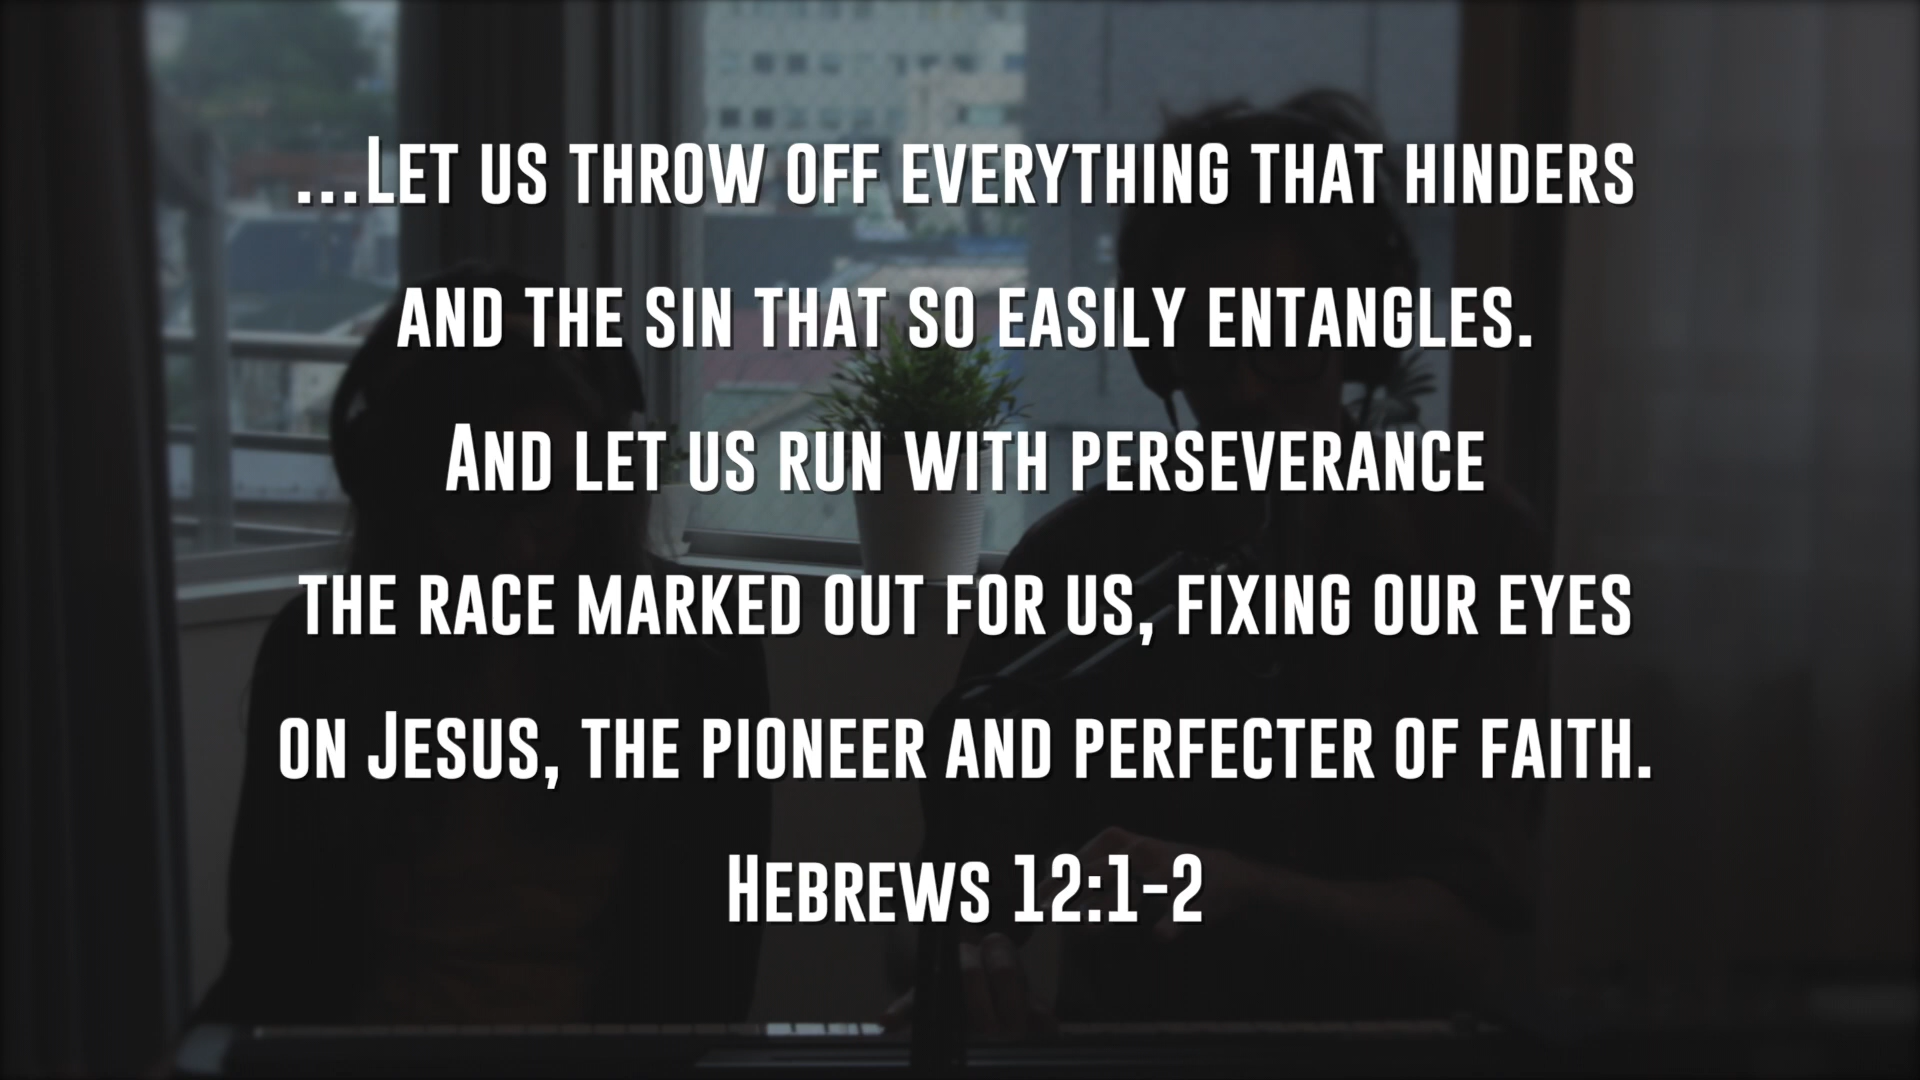 ...Let us throw off everything that hinders
and the sin that so easily entangles.
And let us run with perseverance
the race marked out for us, fixing our eyes
on Jesus, the pioneer and perfecter of faith.
Hebrews 12:1-2